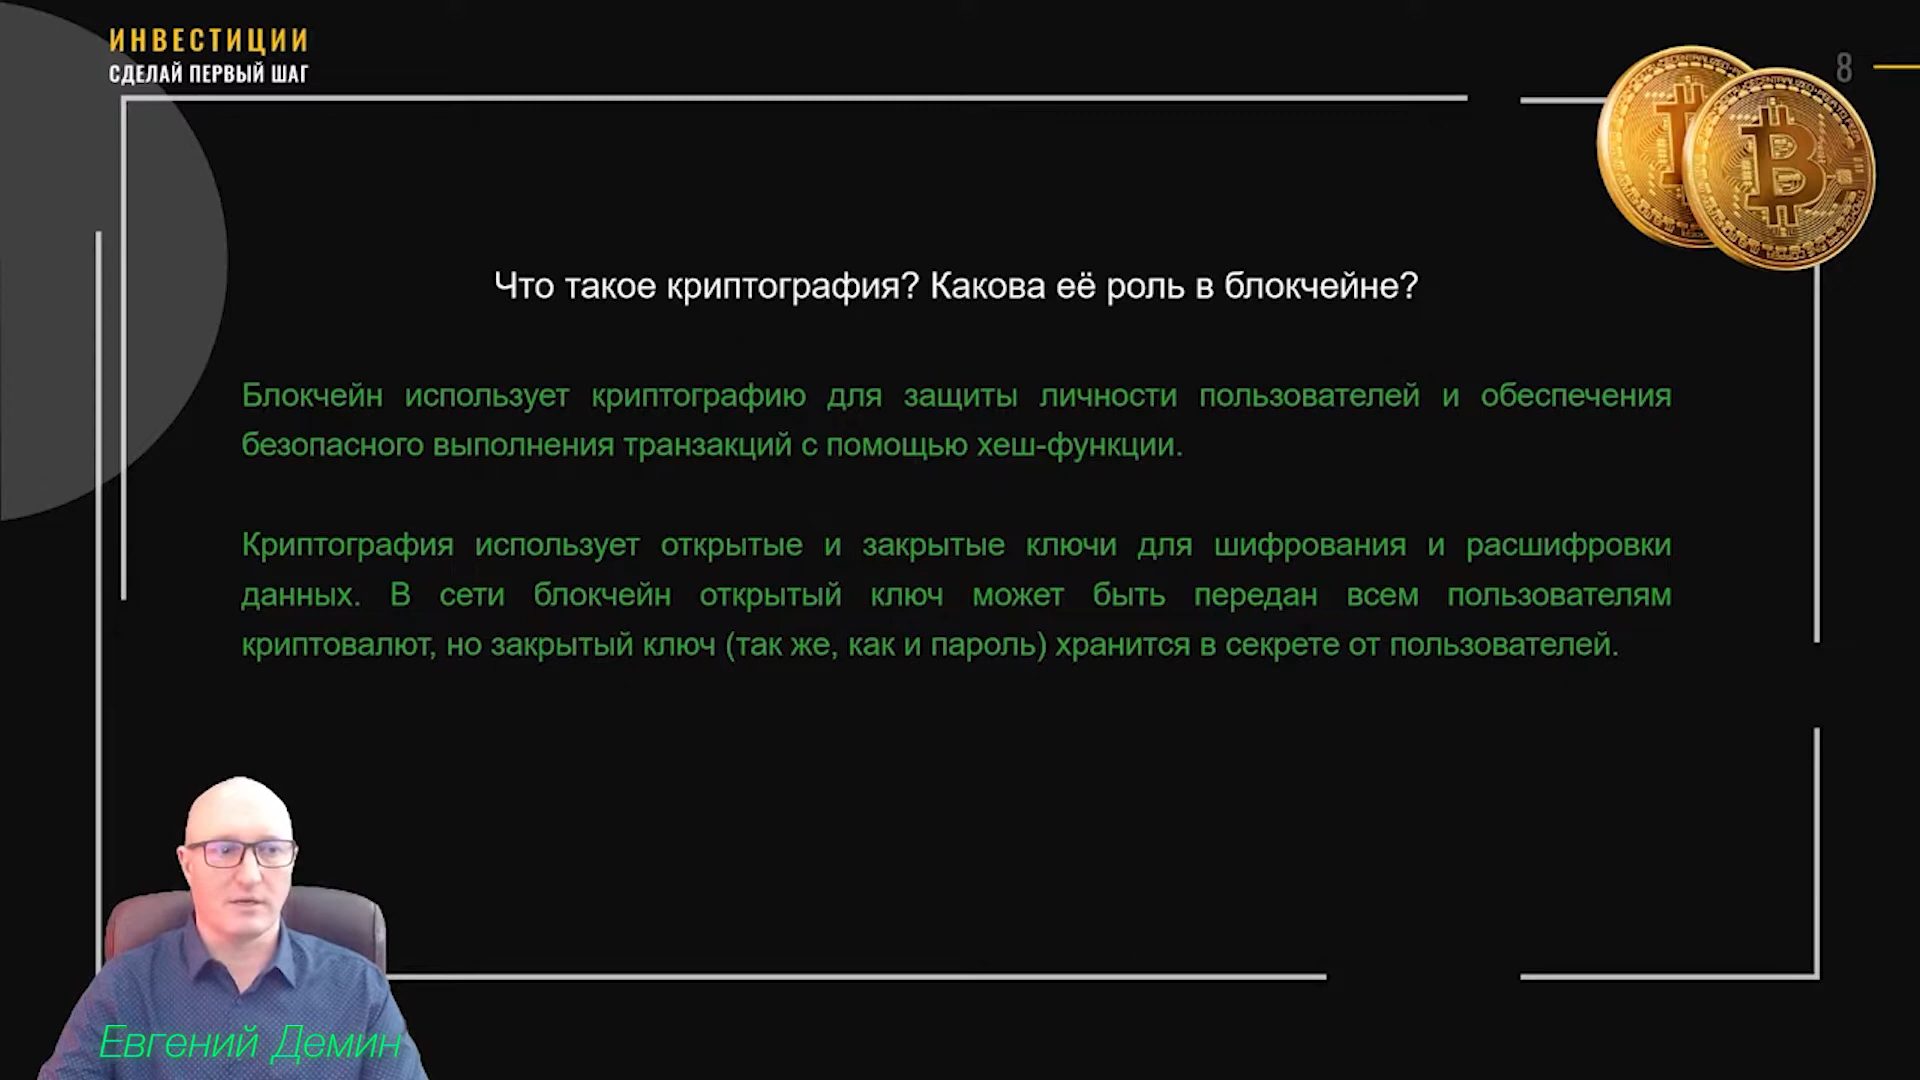 ИНВЕСТИЦИИ
СДЕЛАЙ ПЕРВЫЙ ШАГ
8
Что такое криптография? Какова её роль в блокчейне?
Блокчейн использует криптографию для защиты личности пользователей и обеспечения
безопасного выполнения транзакций с помощью хеш-функции.
Криптография использует открытые и закрытые ключи для шифрования и расшифровки
данных. В сети блокчейн открытый ключ может быть передан всем пользователям
криптовалют, но закрытый ключ (так же, как и пароль) хранится в секрете от пользователей.
Евгений Демин